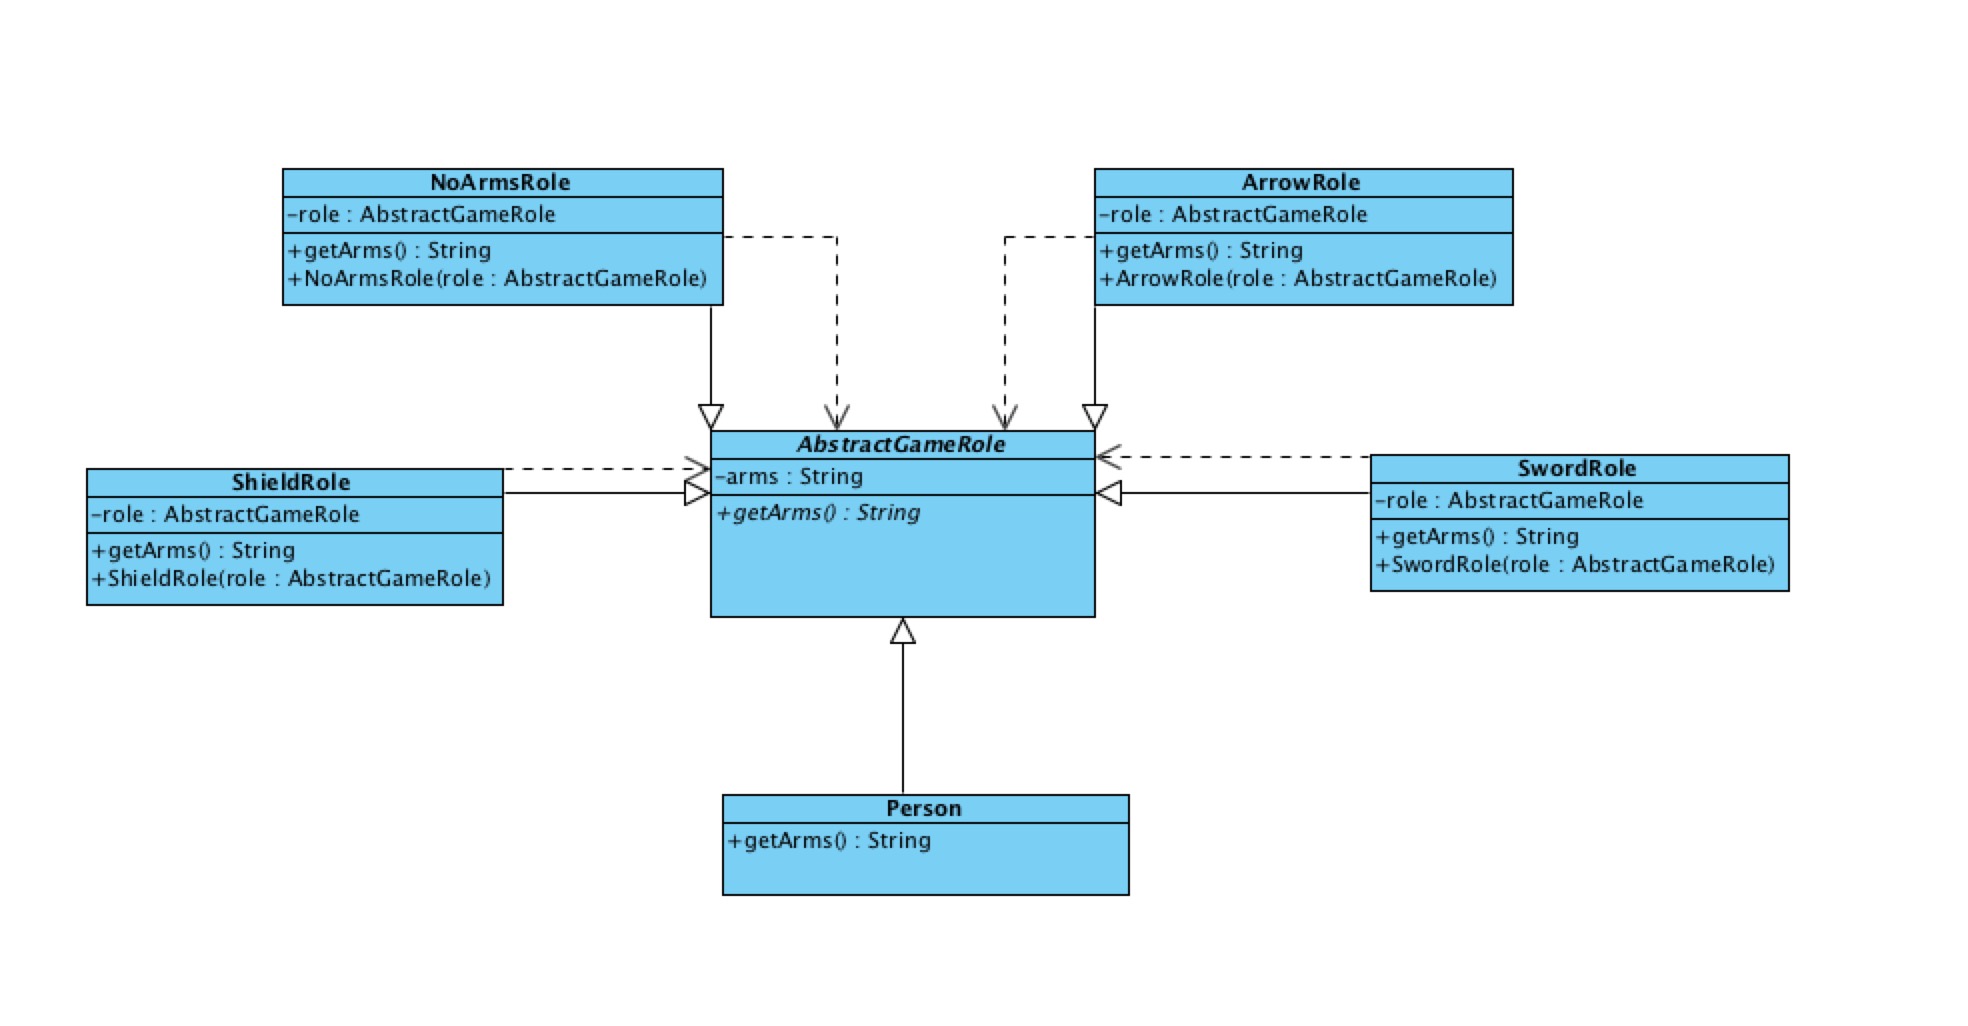 NoArmsRole
-role : AbstractGameRole
+getArms() : String
+NoArmsRole(role : AbstractGameRole)
ArrowRole
-role : AbstractGameRole
+getArms() : String
+ArrowRole(role : AbstractGameRole)
AbstractGameRole
-arms : String
+getArms() : String
ShieldRole
-role : AbstractGameRole
+getArms() : String
+ShieldRole(role : AbstractGameRole)
SwordRole
-role : AbstractGameRole
+getArms() : String
+SwordRole(role : AbstractGameRole)
Person
+getArms() : String